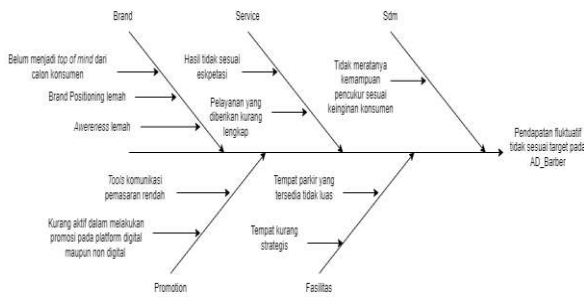 Brand
Service
Sdm
Belum menjadi top of mind dari
calon konsumen
Brand Positioning lemah
Awereness lemah
Hasil tidak sesuai
eskpetasi
Pelayanan yang
diberikan kurang
lengkap
Tidak meratanya
kemampuan
pencukur sesuai
keinginan konsumen
Pendapatan fluktuatif
tidak sesuai target pada
AD_Barber
Tools komunikasi
pemasaran rendah
Kurang aktif dalam melakukan
promosi pada platform digital
maupun non digital
Tempat parkir yang
tersedia tidak luas
Tempat kurang
strategis
Promotion
Fasilitas